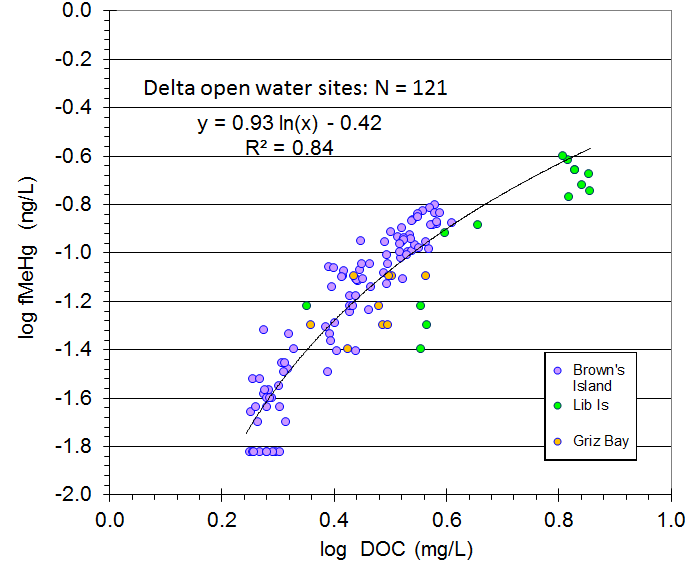 0.0
-0.2
-0.4
-0.6
-0.8
-1.0
-1.2
-1.4
-1.6
-1.8
-2.0
log fMeHg (ng/L)
Delta open water sites: N = 121
y = 0.93 ln(x) - 0.42
R² = 0.84
Brown's
Island
Lib Is
Griz Bay
0.0 0.2 0.4 0.6 0.8 1.0
log DOC (mg/L)